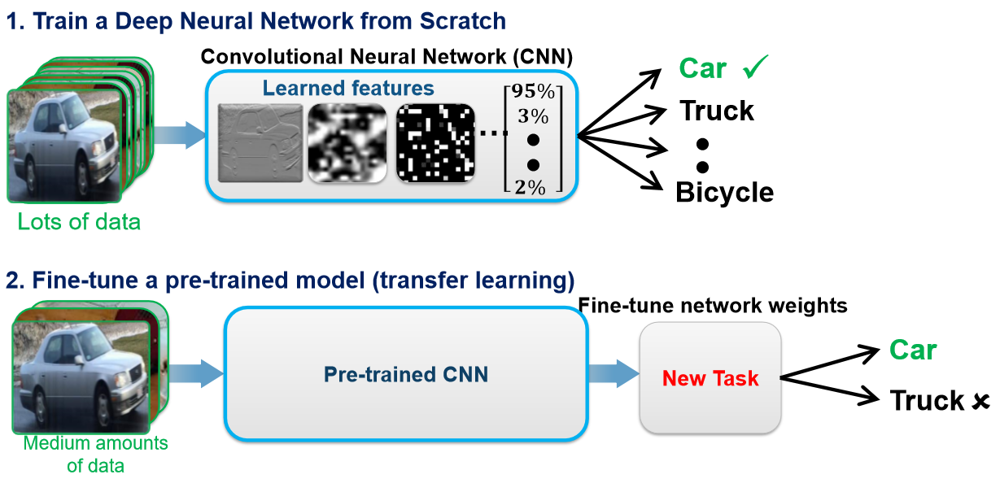 1. Train a Deep Neural Network from Scratch
Convolutional Neural Network (CNN)
Learned features
95%
3%
2%
Car ✓
Truck
Bicycle
Lots of data
2. Fine-tune a pre-trained model (transfer learning)
Fine-tune network weights
Pre-trained CNN
New Task
Car
Truck ✘
Medium amounts
of data